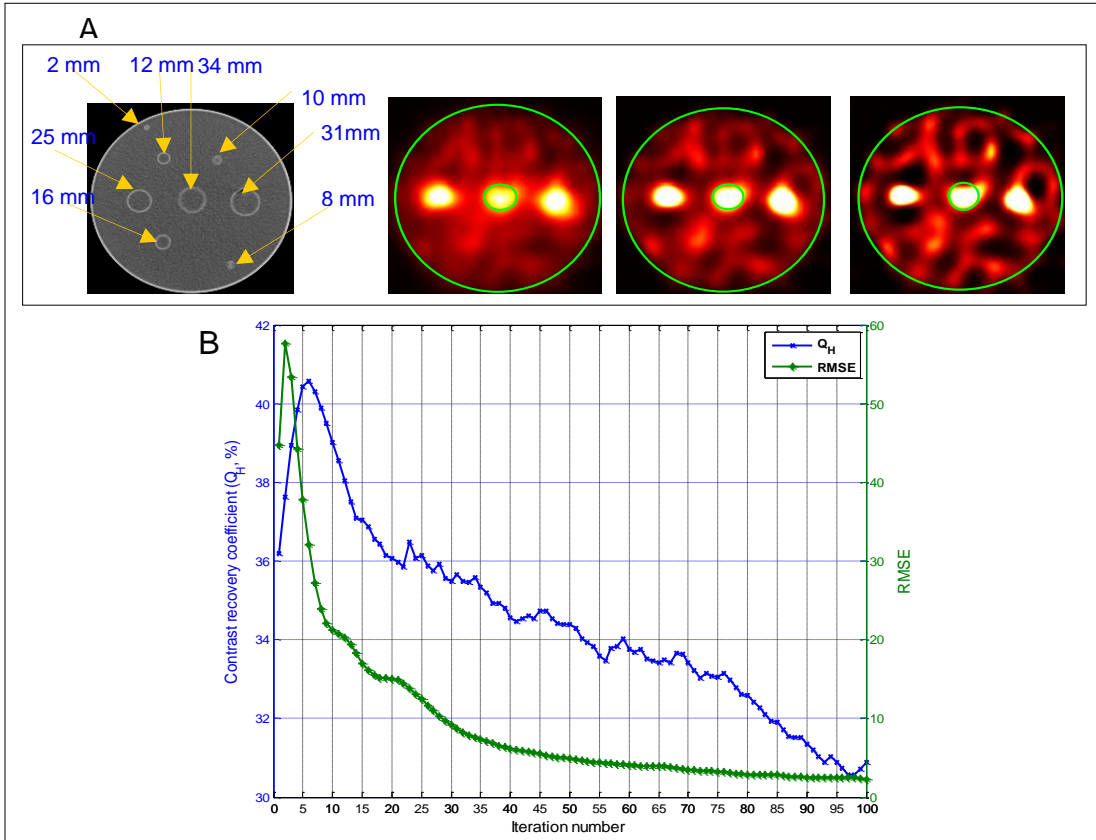 A
2 mm
12 mm
34 mm
10 mm
25 mm
31mm
16 mm
8 mm
B
Q_H
RMSE
Contrast recovery coefficient (Q_H, %)
42
40
38
36
34
32
30
60
50
40
30
20
10
0
RMSE
0 5 10 15 20 25 30 35 40 45 50 55 60 65 70 75 80 85 90 95 100
Iteration number